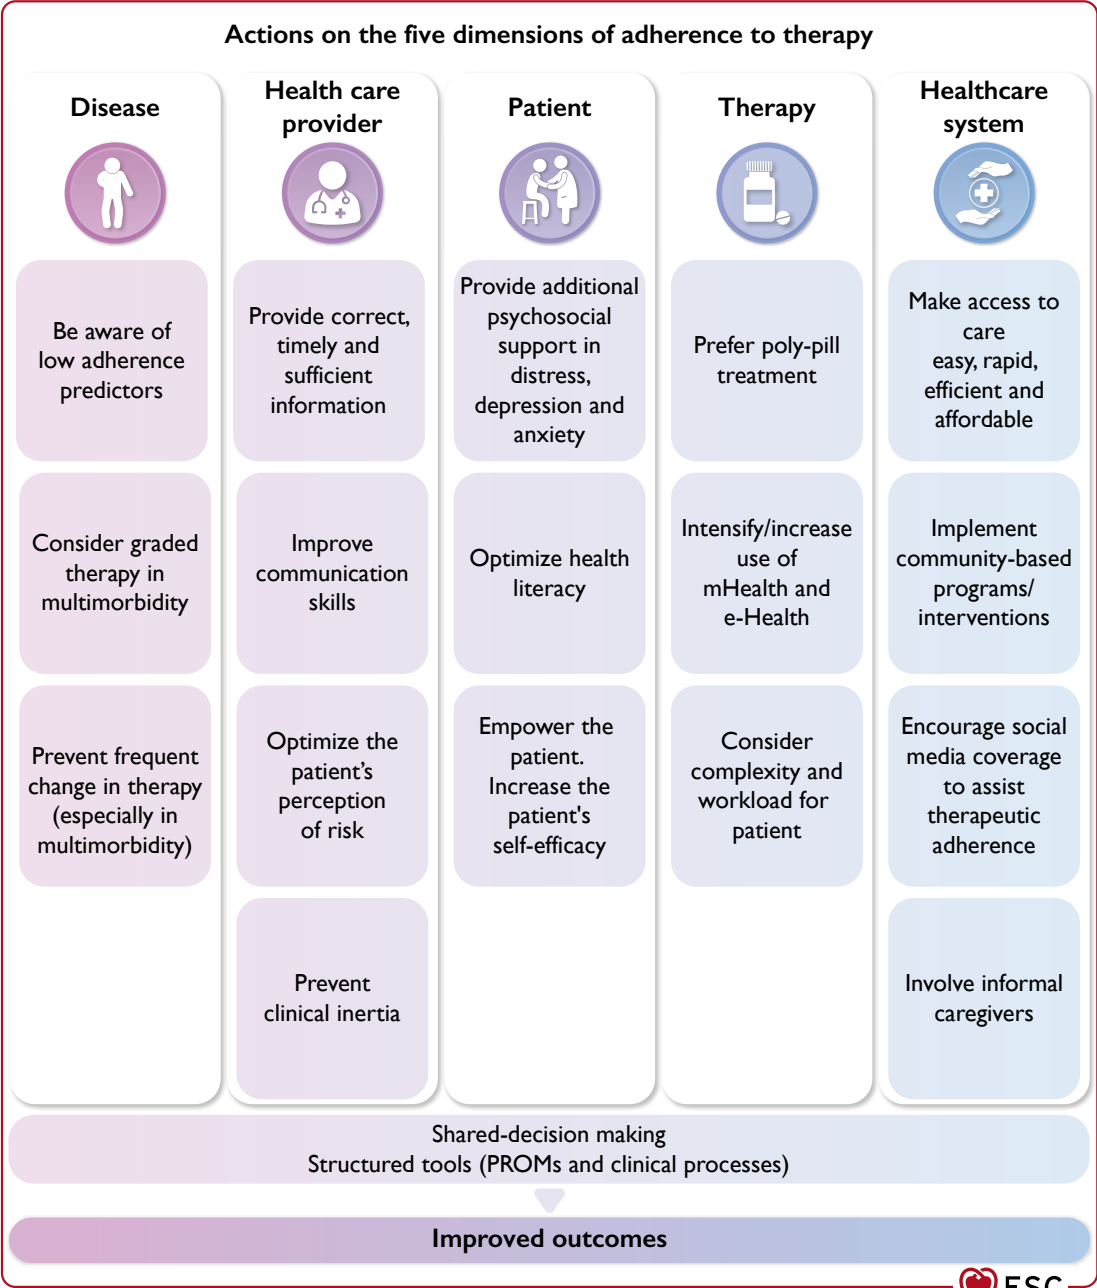 Actions on the five dimensions of adherence to therapy
Disease
Be aware of
low adherence
predictors
Consider graded
therapy in
multimorbidity
Prevent frequent
change in therapy
(especially in
multimorbidity)
Health care
provider
Provide correct,
timely and
sufficient
information
Improve
communication
skills
Optimize the
patient’s
perception
of risk
Prevent
clinical inertia
Patient
Provide additional
psychosocial
support in
distress,
depression and
anxiety
Optimize health
literacy
Empower the
patient.
Increase the
patient's
self-efficacy
Therapy
Prefer poly-pill
treatment
Intensify/increase
use of
mHealth and
e-Health
Consider
complexity and
workload for
patient
Healthcare
system
Make access to
care
easy, rapid,
efficient and
affordable
Implement
community-based
programs/
interventions
Encourage social
media coverage
to assist
therapeutic
adherence
Involve informal
caregivers
Shared-decision making
Structured tools (PROMs and clinical processes)
Improved outcomes
ESC